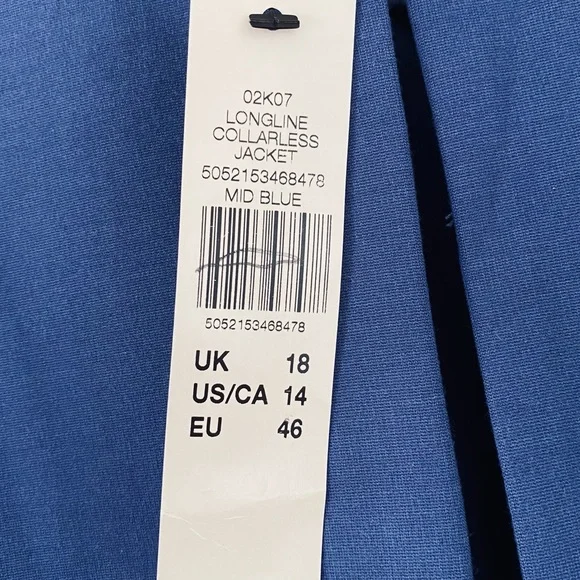 02K07
LONGLINE
COLLARLESS
JACKET
5052153468478
MID BLUE
5052153468478
UK 18
US/CA 14
EU 46